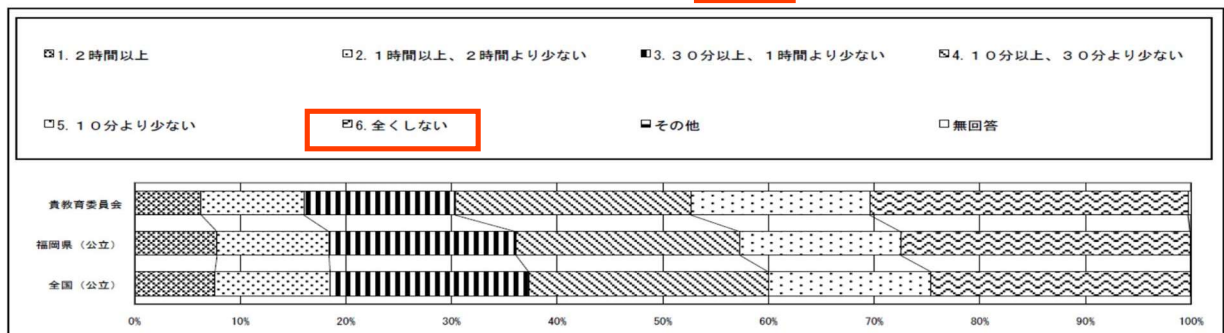 1. 2時間以上
2. 1時間以上、2時間より少ない
3. 30分以上、1時間より少ない
4. 10分以上、30分より少ない
5. 10分より少ない
6. 全くしない
その他
無回答
貴教育委員会
福岡県（公立）
全国（公立）
0% 10% 20% 30% 40% 50% 60% 70% 80% 90% 100%